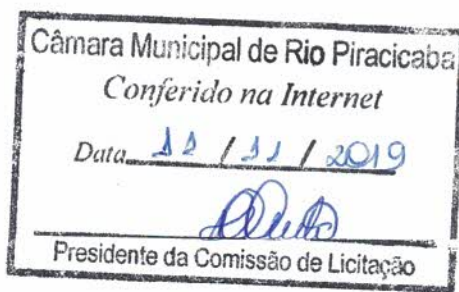 Câmara Municipal de Rio Piracicaba
Conferido na Internet
Data 11 / 11 / 2019
Presidente da Comissão de Licitação